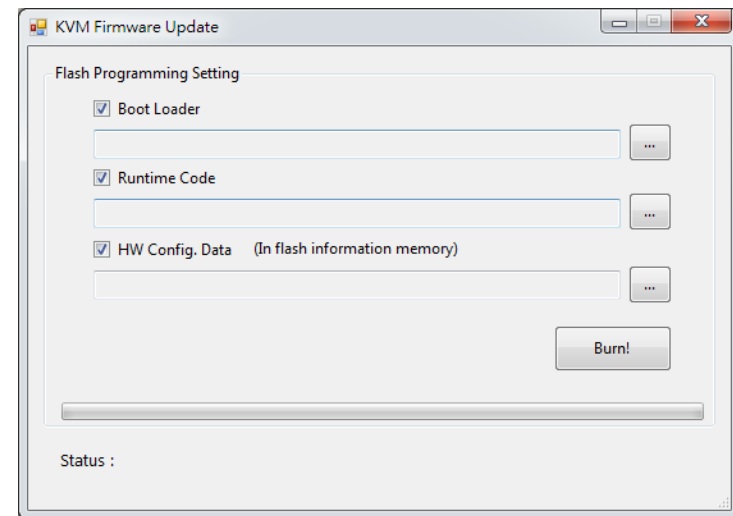 KVM Firmware Update
Flash Programming Setting
Boot Loader
...
Runtime Code
...
HW Config. Data (In flash information memory)
...
Burn!
Status :